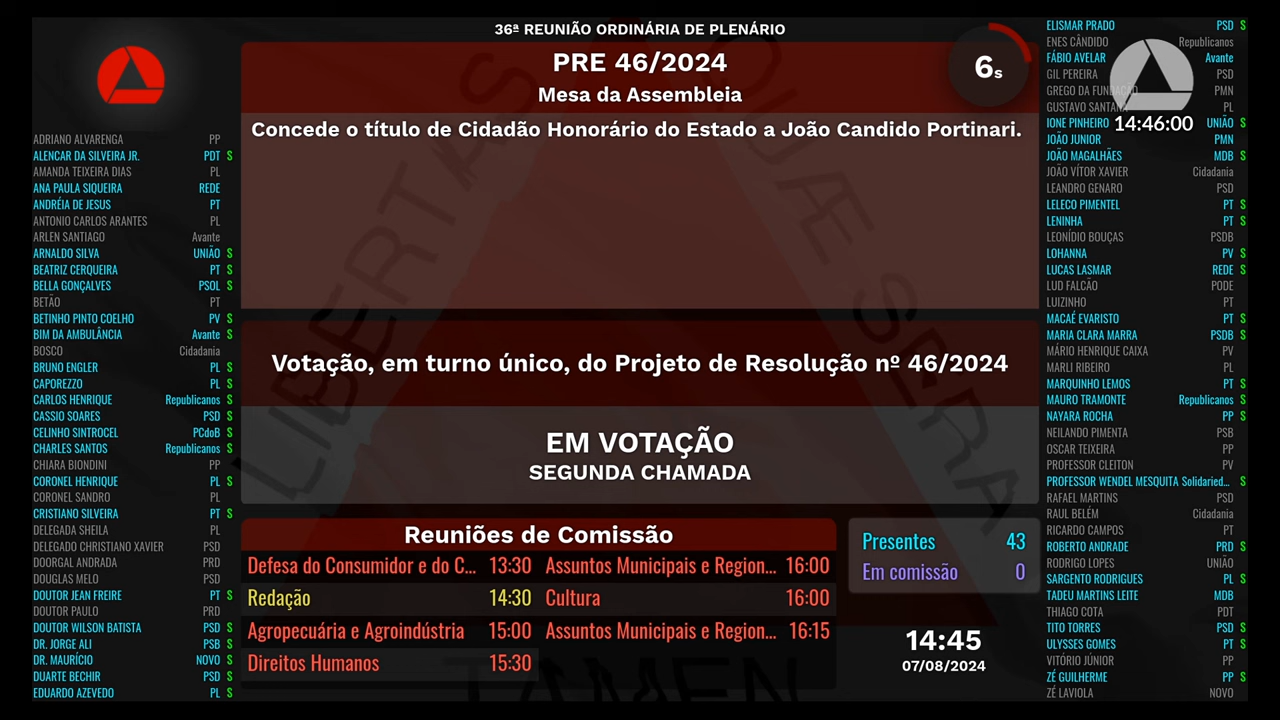 36ª REUNIÃO ORDINÁRIA DE PLENÁRIO
PRE 46/2024
Mesa da Assembleia
6s
Concede o título de Cidadão Honorário do Estado a João Candido Portinari.
Votação, em turno único, do Projeto de Resolução nº 46/2024
EM VOTAÇÃO
SEGUNDA CHAMADA
Reuniões de Comissão
Defesa do Consumidor e do C... 13:30 Assuntos Municipais e Region... 16:00
Redação 14:30 Cultura 16:00
Agropecuária e Agroindústria 15:00 Assuntos Municipais e Region... 16:15
Direitos Humanos 15:30
Presentes 43
Em comissão 0
14:45
07/08/2024
ADRIANO ALVARENGA PP
ALENCAR DA SILVEIRA JR. PDT S
AMANDA TEIXEIRA DIAS PL
ANA PAULA SIQUEIRA REDE
ANDRÉIA DE JESUS PT
ANTONIO CARLOS ARANTES PL
ARLEN SANTIAGO Avante
ARNALDO SILVA UNIÃO S
BEATRIZ CERQUEIRA PT S
BELLA GONÇALVES PSOL S
BETÃO PT
BETINHO PINTO COELHO PV S
BIM DA AMBULÂNCIA Avante S
BOSCO Cidadania
BRUNO ENGLER PL S
CAPOREZZO PL S
CARLOS HENRIQUE Republicanos S
CASSIO SOARES PSD S
CELINHO SINTROCEL PCdoB S
CHARLES SANTOS Republicanos S
CHIARA BIONDINI PP
CORONEL HENRIQUE PL S
CORONEL SANDRO PL
CRISTIANO SILVEIRA PT S
DELEGADA SHEILA PL
DELEGADO CHRISTIANO XAVIER PSD
DOORGAL ANDRADA PRD
DOUGLAS MELO PSD
DOUTOR JEAN FREIRE PT S
DOUTOR PAULO PRD
DOUTOR WILSON BATISTA PSD S
DR. JORGE ALI PSB S
DR. MAURÍCIO NOVO S
DUARTE BECHIR PSD S
EDUARDO AZEVEDO PL S
ELISMAR PRADO PSD S
ENES CÂNDIDO Republicanos
FÁBIO AVELAR Avante
GIL PEREIRA PSD
GREGO DA FUNDAÇÃO PMN
GUSTAVO SANTANA PL
IONE PINHEIRO UNIÃO S
14:46:00
JOÃO JUNIOR PMN
JOÃO MAGALHÃES MDB S
JOÃO VÍTOR XAVIER Cidadania
LEANDRO GENARO PSD
LELECO PIMENTEL PT S
LENINHA PT S
LEONÍDIO BOUÇAS PSDB
LOHANNA PV S
LUCAS LASMAR REDE S
LUD FALCÃO PODE
LUIZINHO PT
MACAÉ EVARISTO PT S
MARIA CLARA MARRA PSDB S
MÁRIO HENRIQUE CAIXA PV
MARLI RIBEIRO PL
MARQUINHO LEMOS PT S
MAURO TRAMONTE Republicanos S
NAYARA ROCHA PP S
NEILANDO PIMENTA PSB
OSCAR TEIXEIRA PP
PROFESSOR CLEITON PV
PROFESSOR WENDEL MESQUITA Solidaried... S
RAFAEL MARTINS PSD
RAUL BELÉM Cidadania
RICARDO CAMPOS PT
ROBERTO ANDRADE PRD S
RODRIGO LOPES UNIÃO
SARGENTO RODRIGUES PL S
TADEU MARTINS LEITE MDB
THIAGO COTA PDT
TITO TORRES PSD S
ULYSSES GOMES PT S
VITÓRIO JÚNIOR PP
ZÉ GUILHERME PP S
ZÉ LAVIOLA NOVO